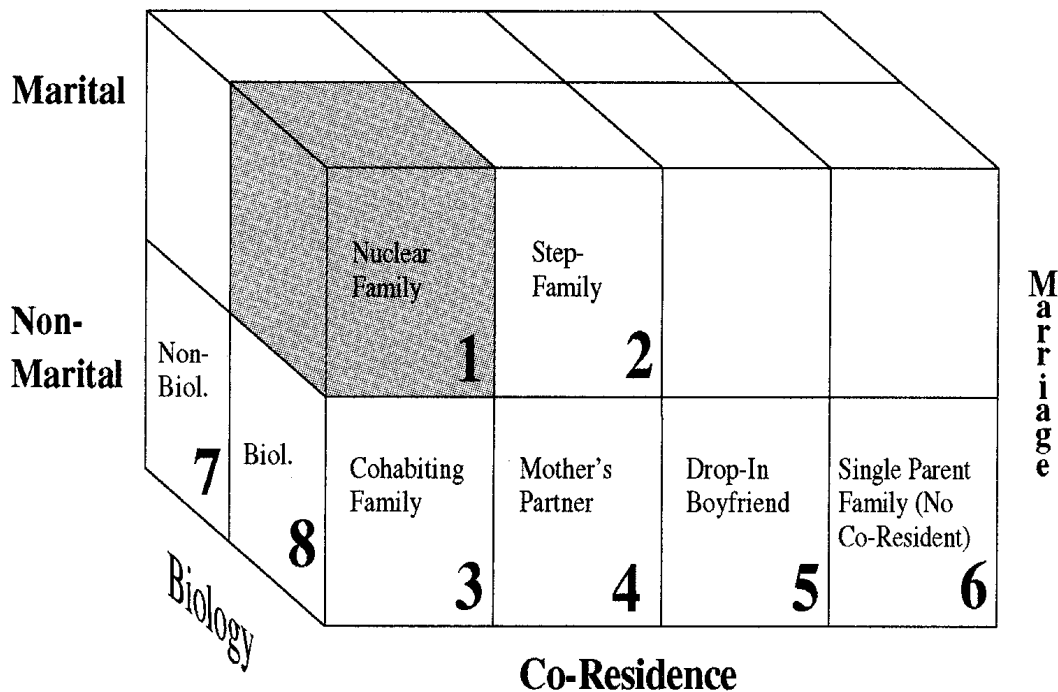 Marital
Non-
Marital
Nuclear
Family
1
Step-
Family
2
Non-
Biol.
7
Biol.
8
Cohabiting
Family
3
Mother's
Partner
4
Drop-In
Boyfriend
5
Single Parent
Family (No
Co-Resident)
6
Marriage
Biology
Co-Residence